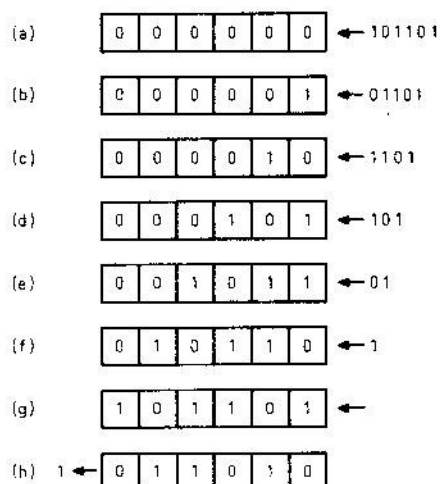 (a) 0 0 0 0 0 0 ← 101101
(b) 0 0 0 0 0 1 ← 01101
(c) 0 0 0 0 1 0 ← 1101
(d) 0 0 0 1 0 1 ← 101
(e) 0 0 1 0 1 1 ← 01
(f) 0 1 0 1 1 0 ← 1
(g) 1 0 1 1 0 1 ←
(h) 1 ← 0 1 1 0 1 0